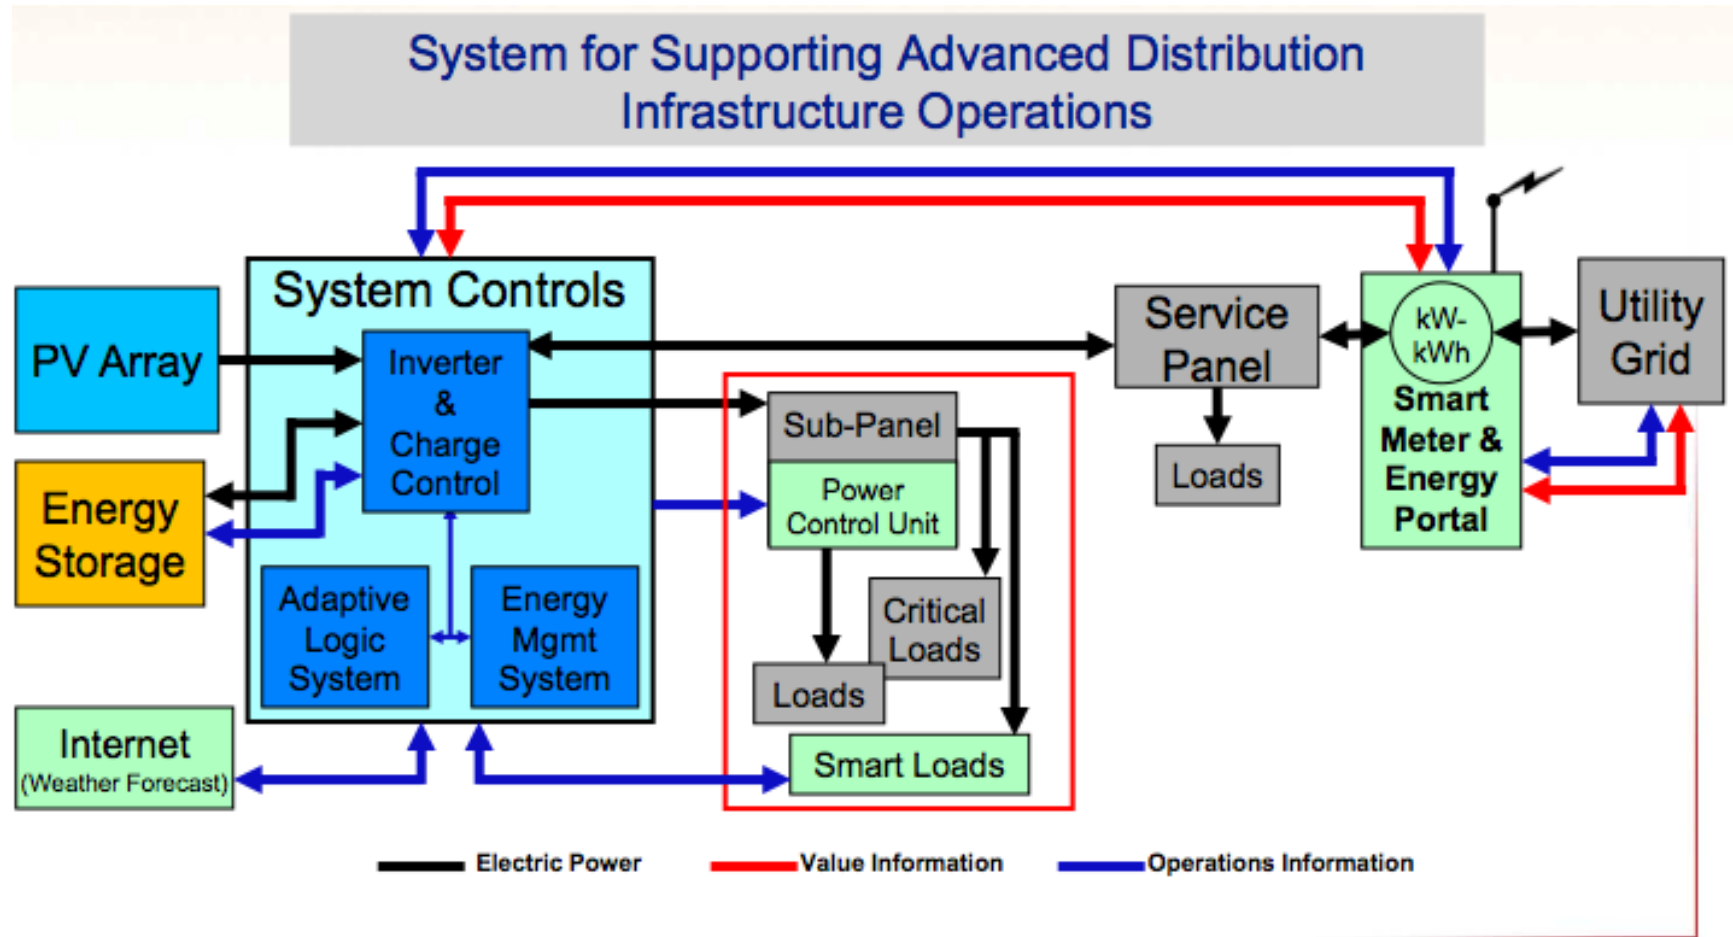 System for Supporting Advanced Distribution
Infrastructure Operations
System Controls
PV Array
Inverter
&
Charge
Control
Energy
Storage
Adaptive
Logic
System
Energy
Mgmt
System
Internet
(Weather Forecast)
Sub-Panel
Power
Control Unit
Critical
Loads
Loads
Smart Loads
Service
Panel
Loads
kW-
kWh
Smart
Meter &
Energy
Portal
Utility
Grid
Electric Power
Value Information
Operations Information